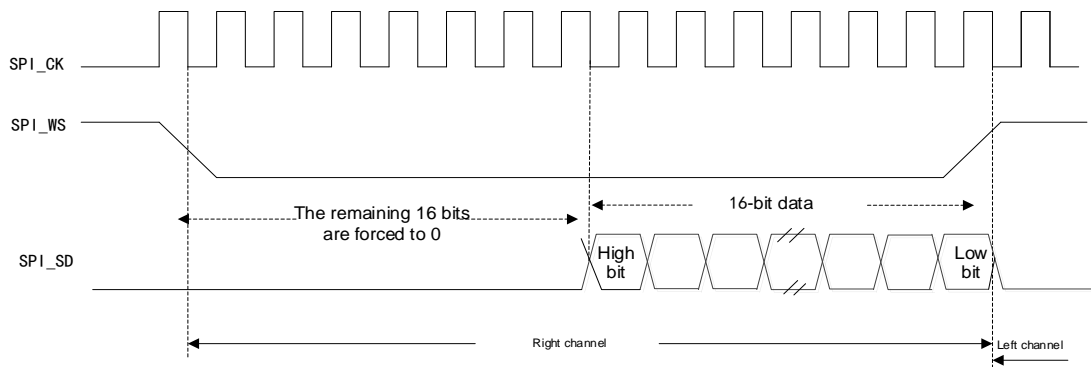 SPI_CK
SPI_WS
The remaining 16 bits
are forced to 0
16-bit data
SPI_SD
High
bit
Low
bit
Right channel
Left channel